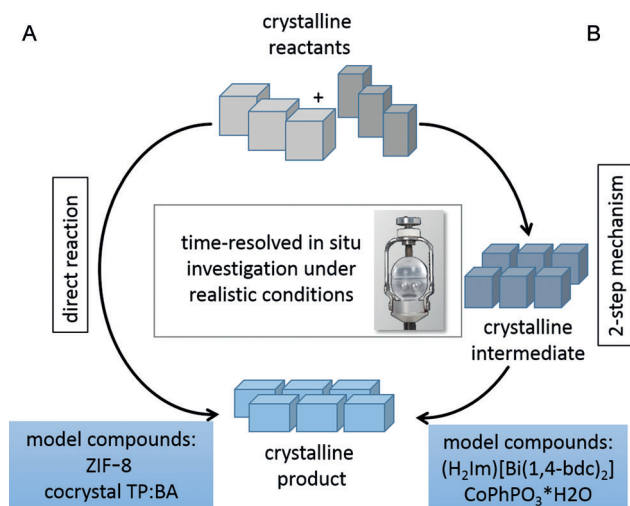 A
B
crystalline
reactants
+
direct reaction
time-resolved in situ
investigation under
realistic conditions
2-step mechanism
crystalline
intermediate
crystalline
product
model compounds:
ZIF-8
cocrystal TP:BA
model compounds:
(H₂Im)[Bi(1,4-bdc)₂]
CoPhPO₃*H2O